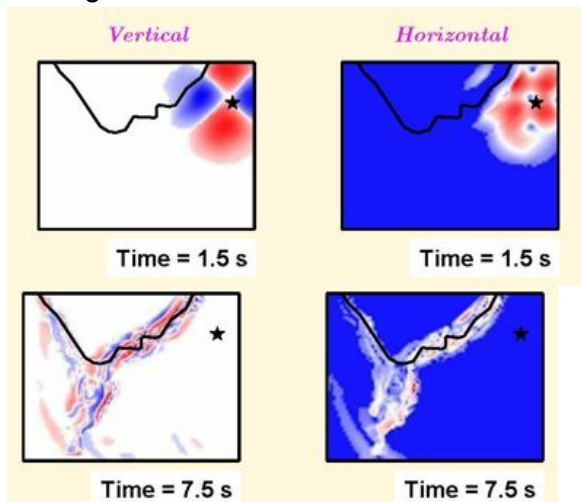 Vertical
Horizontal
Time = 1.5 s
Time = 1.5 s
Time = 7.5 s
Time = 7.5 s